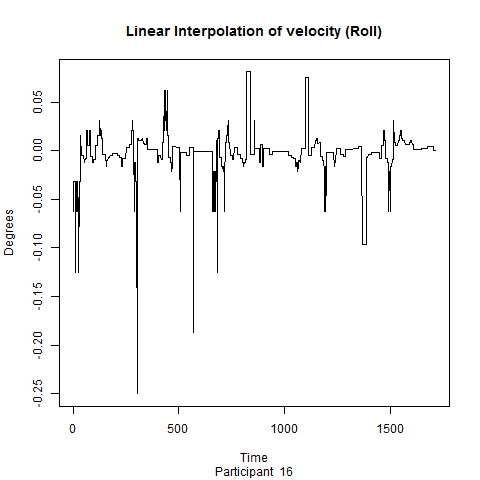 Linear Interpolation of velocity (Roll)
Degrees
0.05
0.00
-0.05
-0.10
-0.15
-0.20
-0.25
0 500 1000 1500
Time
Participant 16